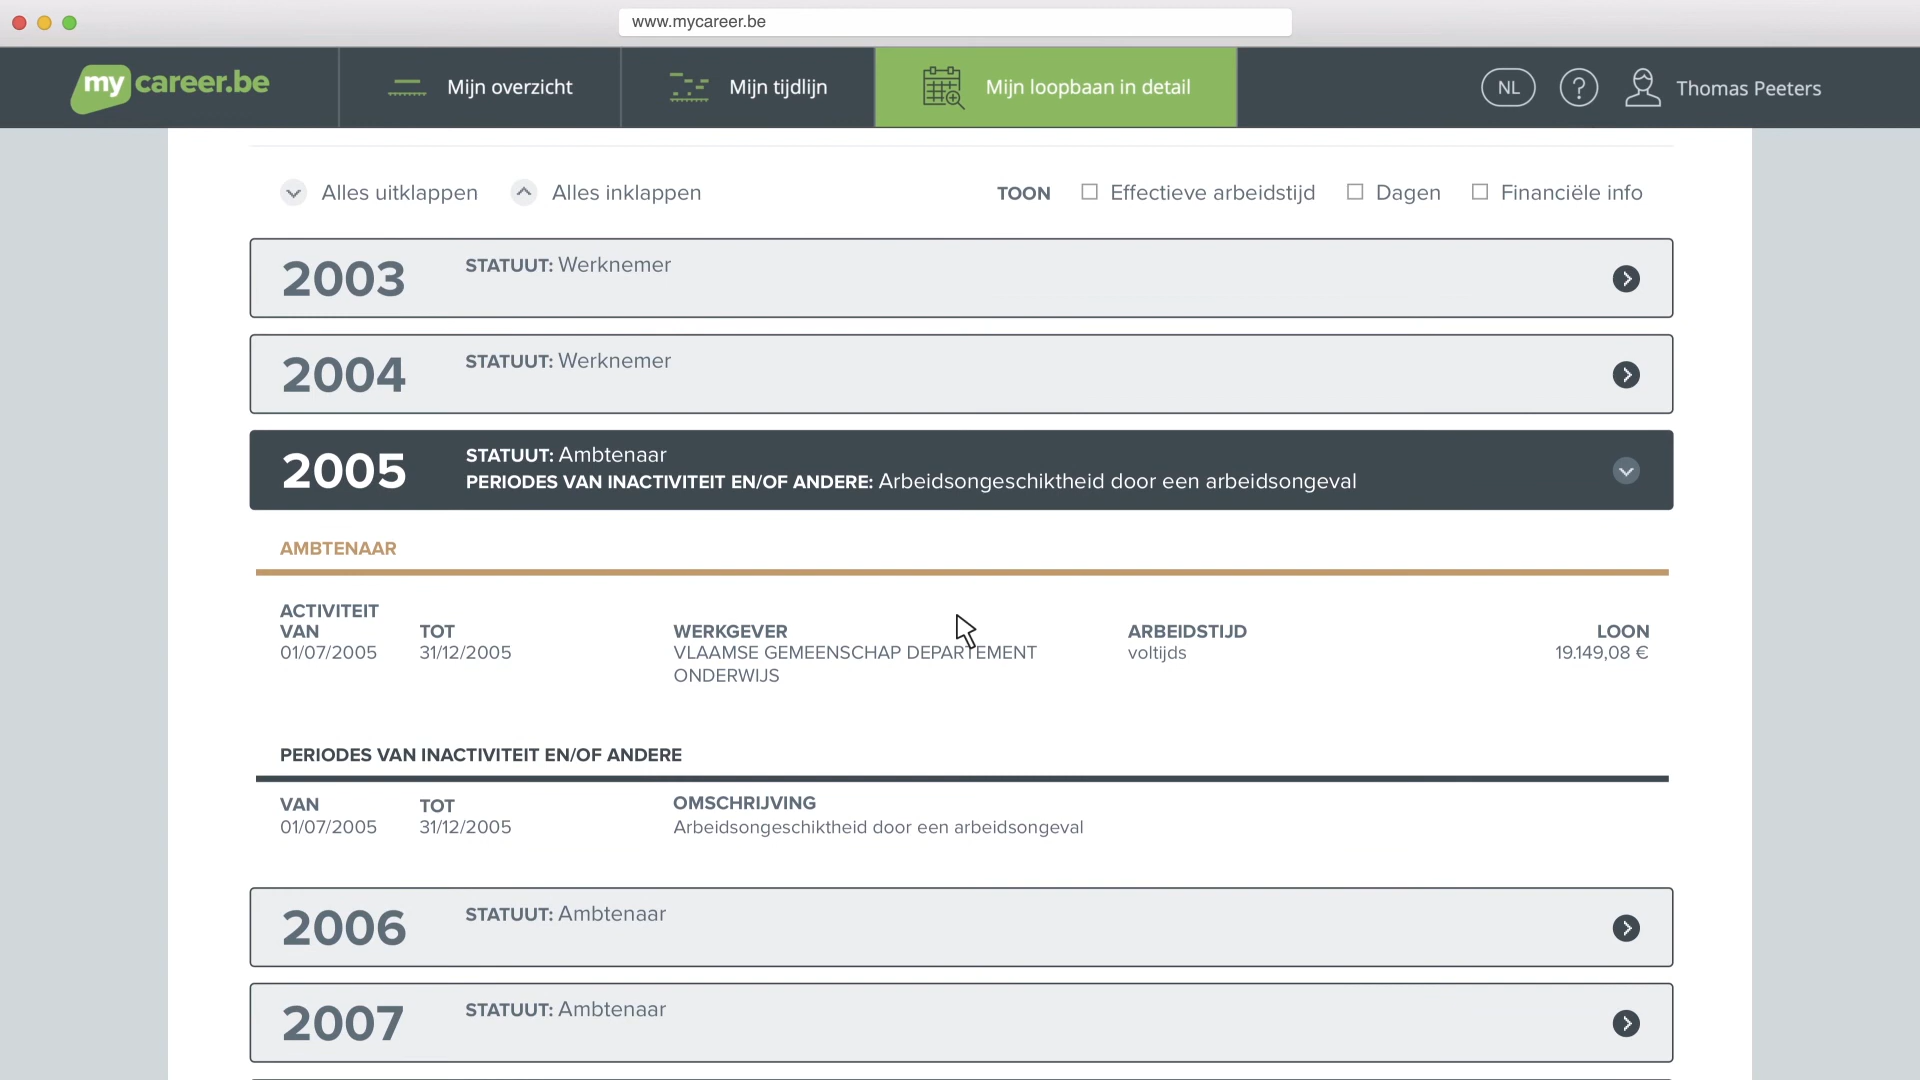 www.mycareer.be
mycareer.be
Mijn overzicht
Mijn tijdlijn
Mijn loopbaan in detail
NL
?
Thomas Peeters
Alles uitklappen
Alles inklappen
TOON
Effectieve arbeidstijd
Dagen
Financiële info
2003
STATUUT: Werknemer
2004
STATUUT: Werknemer
2005
STATUUT: Ambtenaar
PERIODES VAN INACTIVITEIT EN/OF ANDERE: Arbeidsongeschiktheid door een arbeidsongeval
AMBTENAAR
ACTIVITEIT
VAN TOT WERKGEVER ARBEIDSTIJD LOON
01/07/2005 31/12/2005 VLAAMSE GEMEENSCHAP DEPARTEMENT voltijds 19.149,08 €
ONDERWIJS
PERIODES VAN INACTIVITEIT EN/OF ANDERE
VAN TOT OMSCHRIJVING
01/07/2005 31/12/2005 Arbeidsongeschiktheid door een arbeidsongeval
2006
STATUUT: Ambtenaar
2007
STATUUT: Ambtenaar